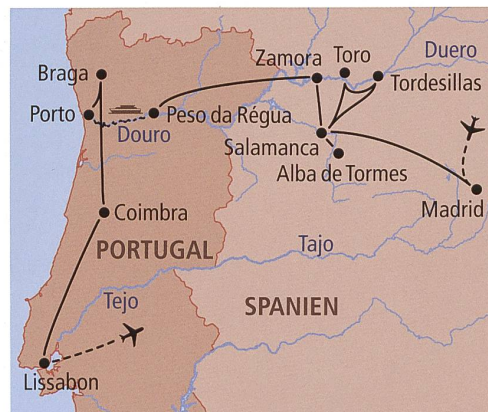 Zamora
Toro
Duero
Braga
Tordesillas
Porto
Peso da Régua
Douro
Salamanca
Alba de Tormes
Madrid
Coimbra
PORTUGAL
Tajo
Tejo
SPANIEN
Lissabon